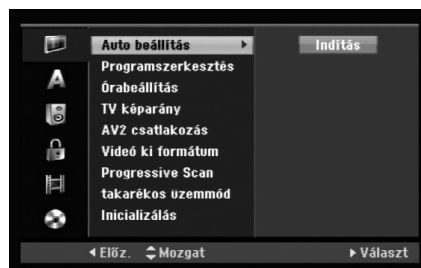 Auto beállítás Indítás
Programszerkesztés
Órabeállítás
TV képarány
AV2 csatlakozás
Videó ki formátum
Progressive Scan
takarékos üzemmód
Inicializálás
Előz. Mozgat Választ